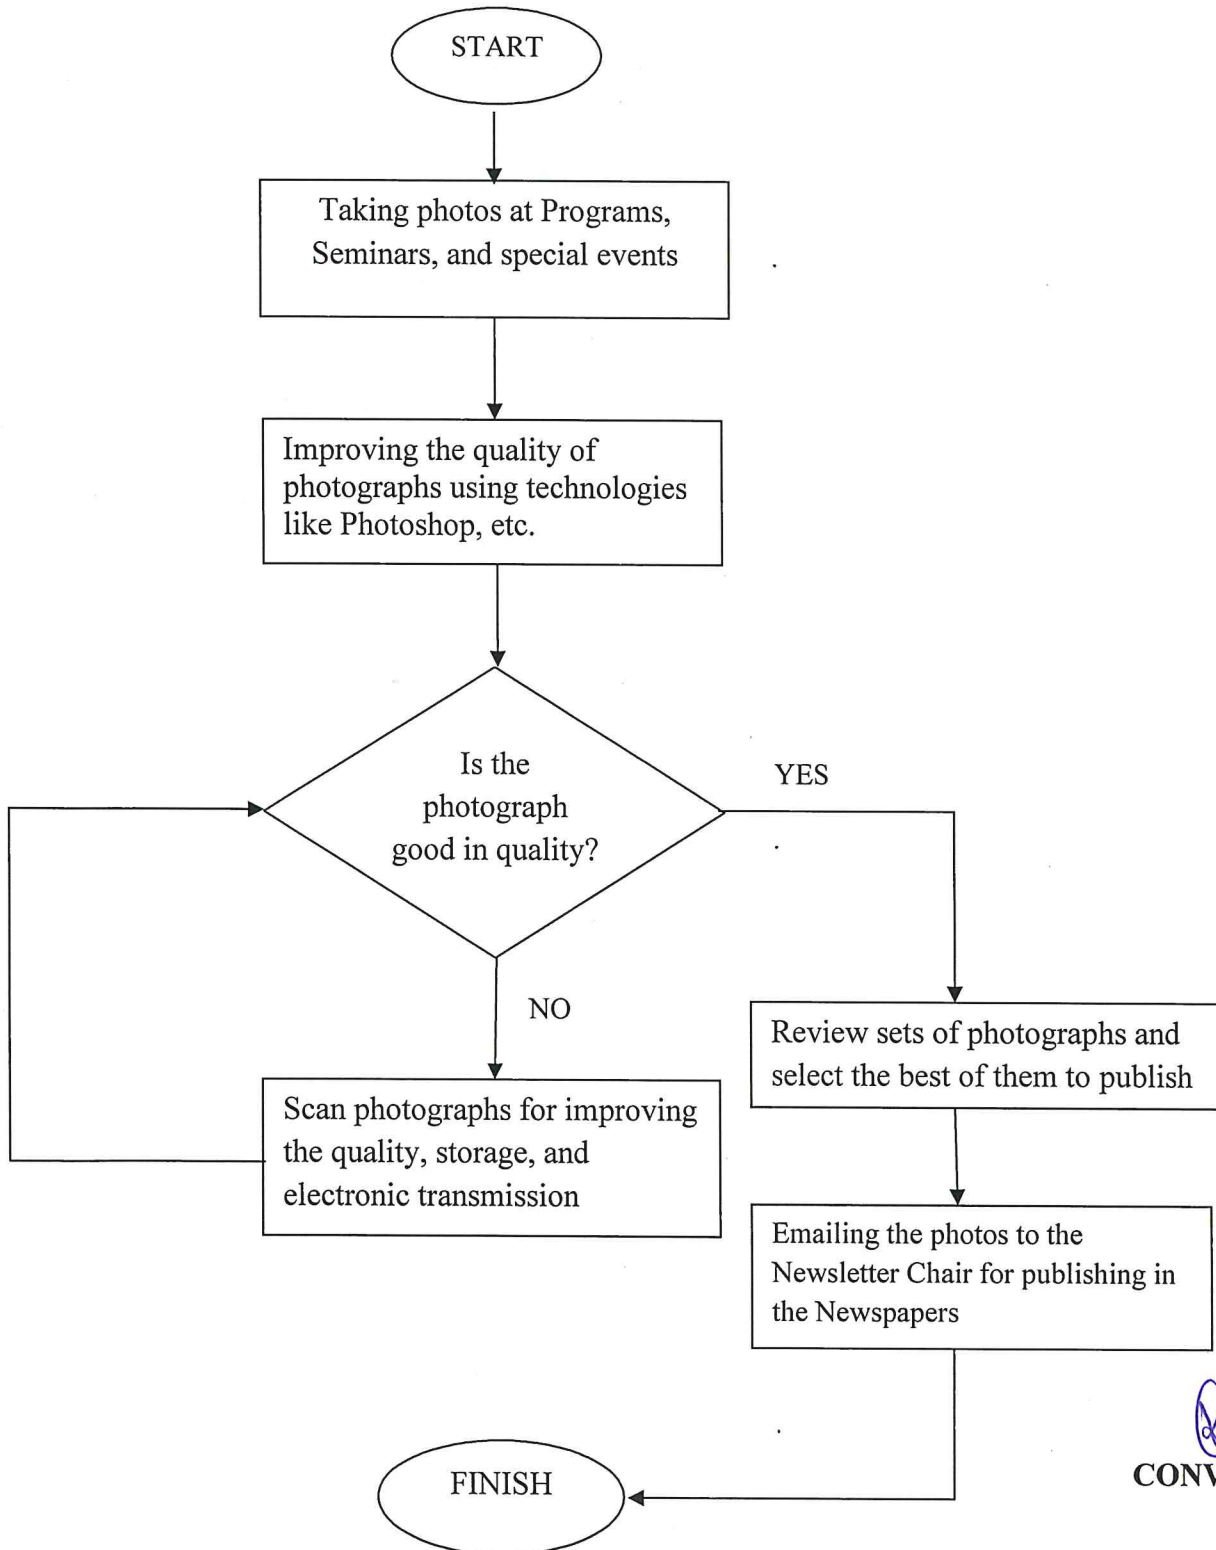 START
Taking photos at Programs,
Seminars, and special events
Improving the quality of
photographs using technologies
like Photoshop, etc.
Is the
photograph
good in quality?
YES
NO
Review sets of photographs and
select the best of them to publish
Scan photographs for improving
the quality, storage, and
electronic transmission
Emailing the photos to the
Newsletter Chair for publishing in
the Newspapers
FINISH